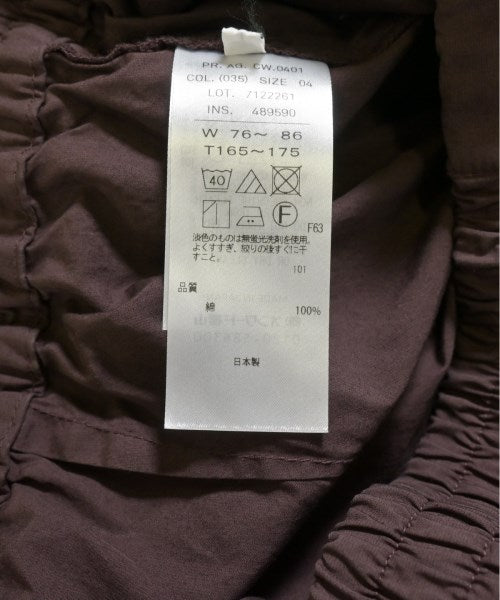 PR. AG. CW.0401
COL. (035) SIZE 04
LOT. 7122261
INS. 489590
W 76～ 86
T165～175
40
F
F63
淡色のものは無蛍光洗剤を使用。
よくすすぎ、絞りの後すぐに干
すこと。
101
品質
綿 100%
日本製